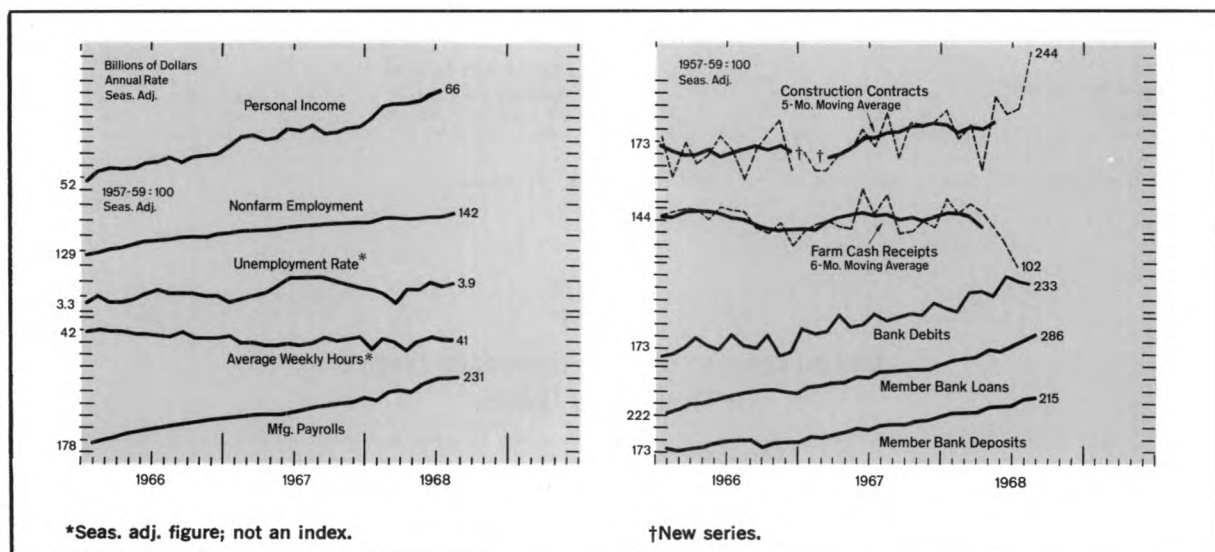 Billions of Dollars
Annual Rate
Seas. Adj.
Personal Income
66
52
1957-59 : 100
Seas. Adj.
Nonfarm Employment
142
129
Unemployment Rate*
3.9
3.3
42
41
Average Weekly Hours*
231
Mfg. Payrolls
178
1966
1967
1968
*Seas. adj. figure; not an index.
1957-59 : 100
Seas. Adj.
244
Construction Contracts
5-Mo. Moving Average
173
† †
144
Farm Cash Receipts
6-Mo. Moving Average
102
233
Bank Debits
173
286
Member Bank Loans
222
215
Member Bank Deposits
173
1966
1967
1968
†New series.